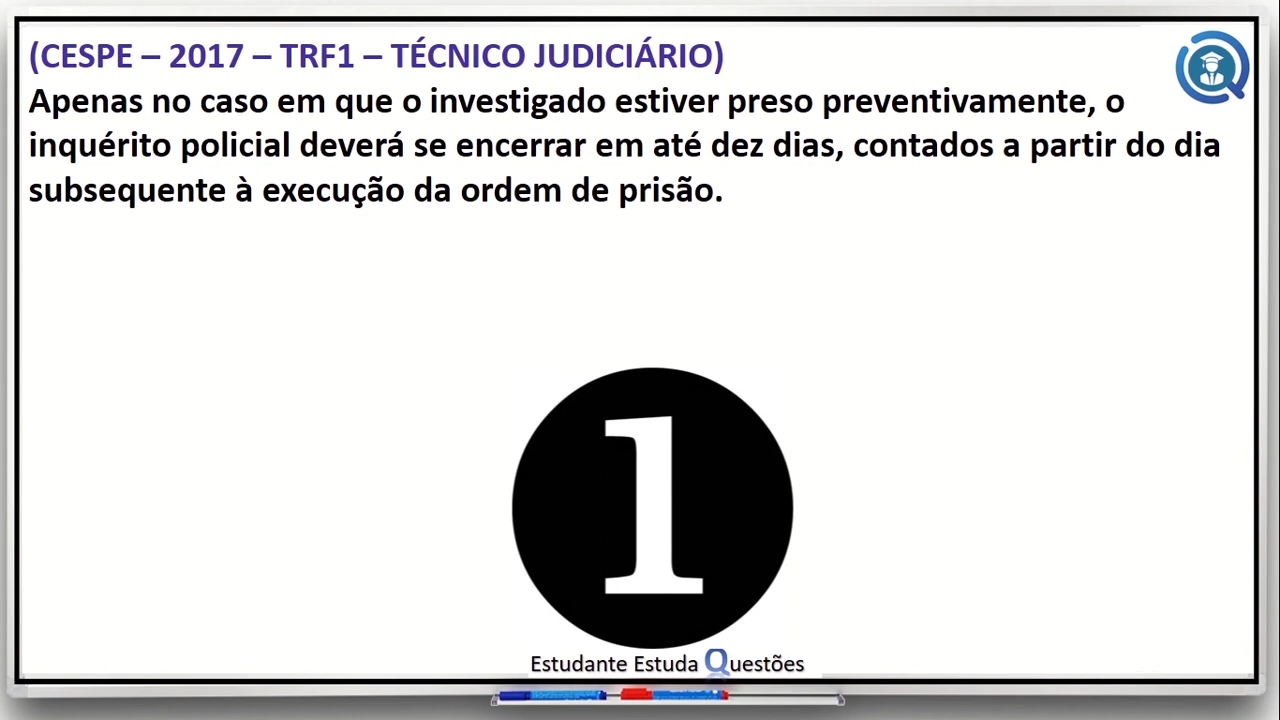 (CESPE – 2017 – TRF1 – TÉCNICO JUDICIÁRIO)
Apenas no caso em que o investigado estiver preso preventivamente, o
inquérito policial deverá se encerrar em até dez dias, contados a partir do dia
subsequente à execução da ordem de prisão.
1
Estudante Estuda Questões